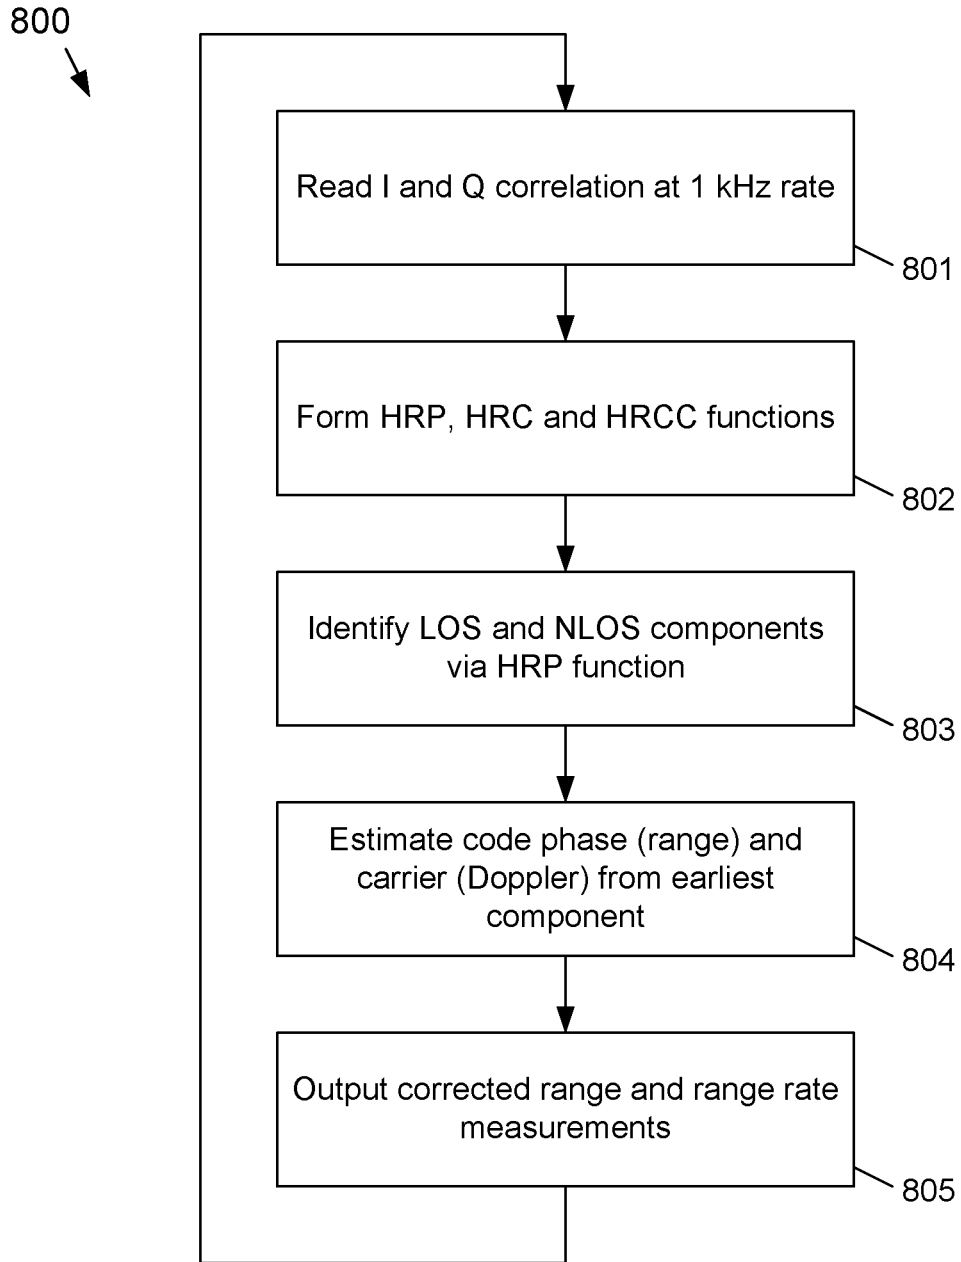 800
Read I and Q correlation at 1 kHz rate
801
Form HRP, HRC and HRCC functions
802
Identify LOS and NLOS components
via HRP function
803
Estimate code phase (range) and
carrier (Doppler) from earliest
component
804
Output corrected range and range rate
measurements
805